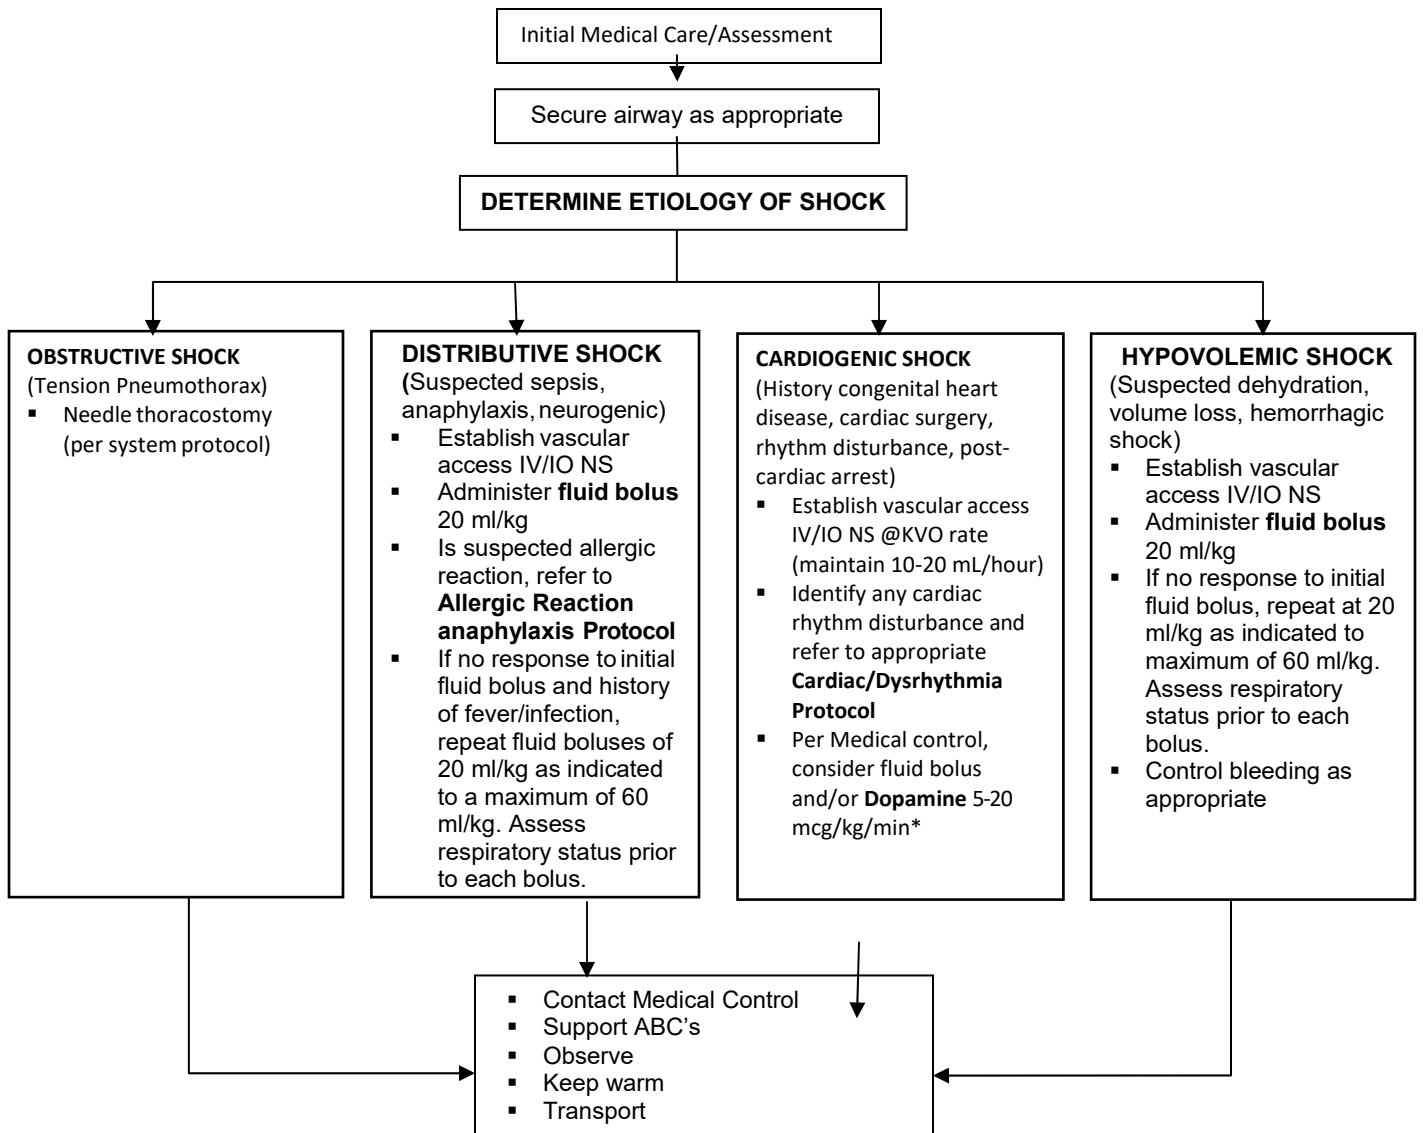 Initial Medical Care/Assessment
Secure airway as appropriate
DETERMINE ETIOLOGY OF SHOCK
OBSTRUCTIVE SHOCK
(Tension Pneumothorax)
▪ Needle thoracostomy
(per system protocol)
DISTRIBUTIVE SHOCK
(Suspected sepsis,
anaphylaxis, neurogenic)
▪ Establish vascular
access IV/IO NS
▪ Administer fluid bolus
20 ml/kg
▪ Is suspected allergic
reaction, refer to
Allergic Reaction
anaphylaxis Protocol
▪ If no response to initial
fluid bolus and history
of fever/infection,
repeat fluid boluses of
20 ml/kg as indicated
to a maximum of 60
ml/kg. Assess
respiratory status prior
to each bolus.
CARDIOGENIC SHOCK
(History congenital heart
disease, cardiac surgery,
rhythm disturbance, post-
cardiac arrest)
▪ Establish vascular access
IV/IO NS @KVO rate
(maintain 10-20 mL/hour)
▪ Identify any cardiac
rhythm disturbance and
refer to appropriate
Cardiac/Dysrhythmia
Protocol
▪ Per Medical control,
consider fluid bolus
and/or Dopamine 5-20
mcg/kg/min*
HYPOVOLEMIC SHOCK
(Suspected dehydration,
volume loss, hemorrhagic
shock)
▪ Establish vascular
access IV/IO NS
▪ Administer fluid bolus
20 ml/kg
▪ If no response to initial
fluid bolus, repeat at 20
ml/kg as indicated to
maximum of 60 ml/kg.
Assess respiratory
status prior to each
bolus.
▪ Control bleeding as
appropriate
▪ Contact Medical Control
▪ Support ABC’s
▪ Observe
▪ Keep warm
▪ Transport